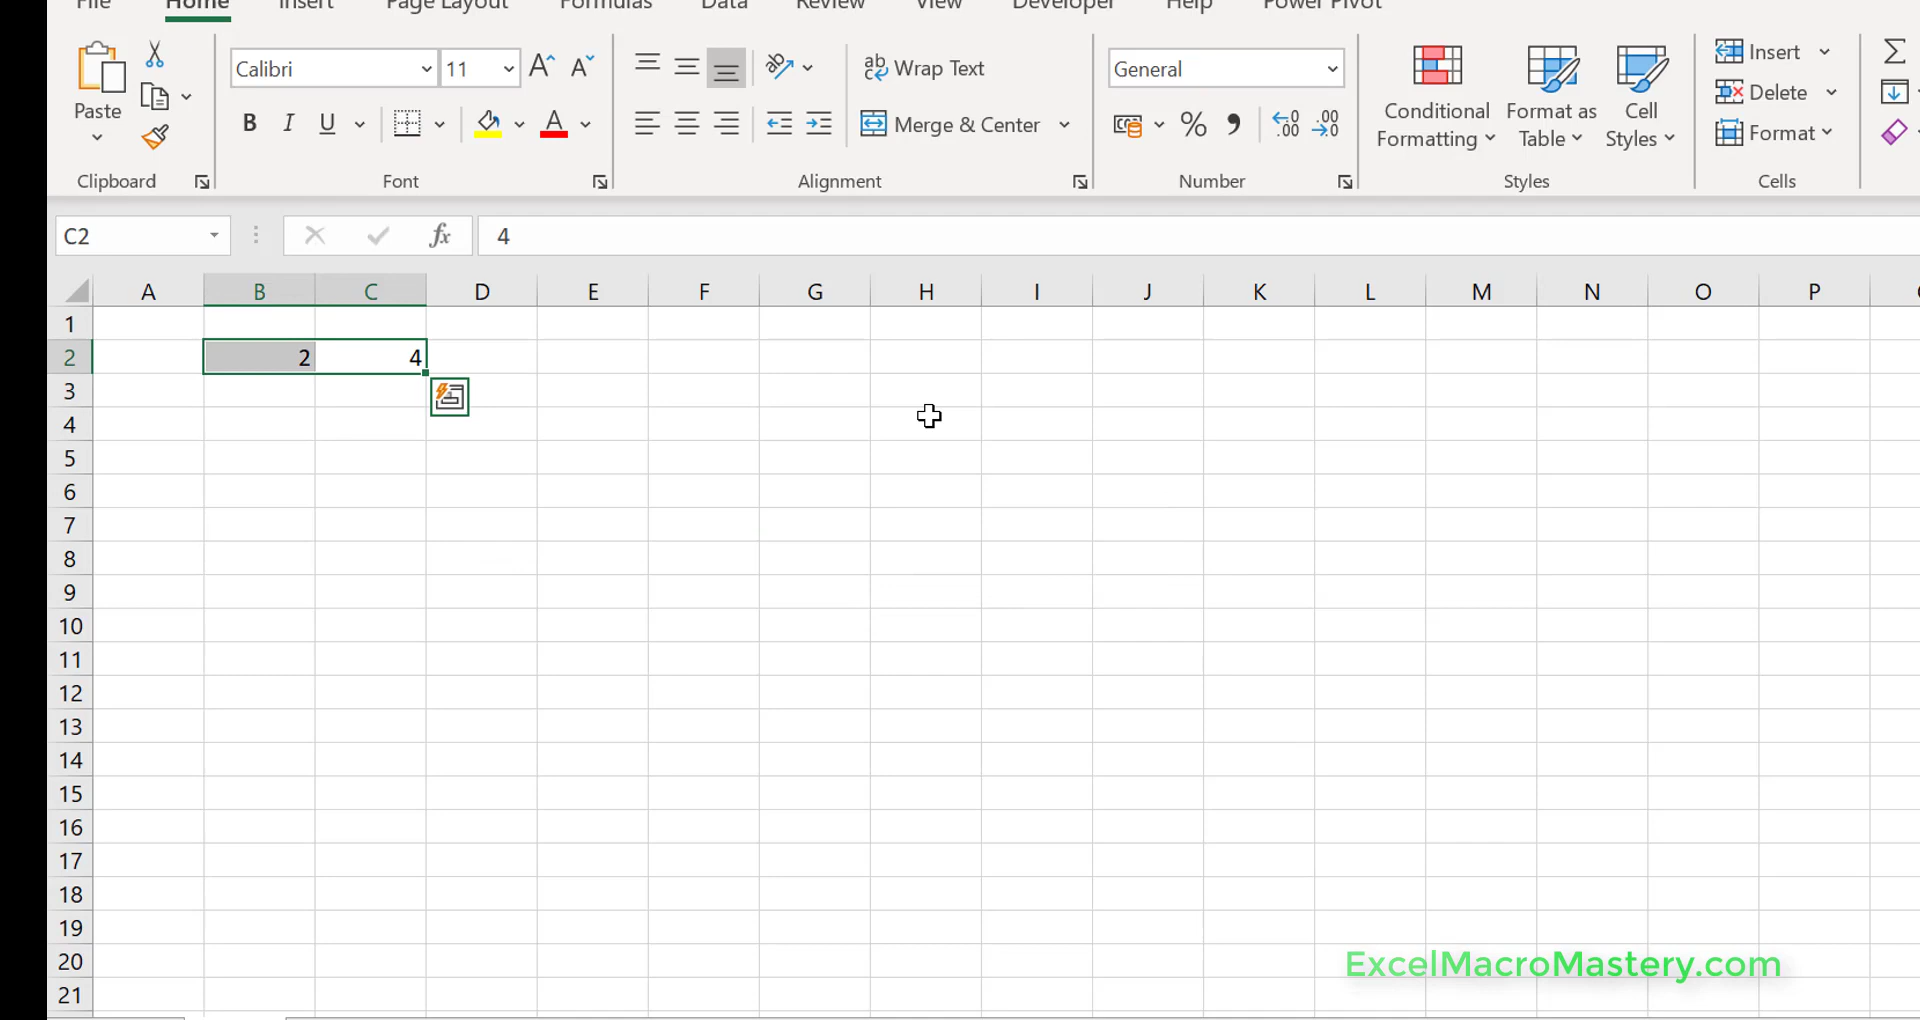 File Home Insert Page Layout Formulas Data Review View Developer Help Power Pivot
Calibri 11 Wrap Text General Insert
Paste Conditional Formatting Format as Table Cell Styles Delete
B I U A Merge & Center % Format
Clipboard Font Alignment Number Styles Cells
C2 fx 4
A B C D E F G H I J K L M N O P
1
2 2 4
3
4
5
6
7
8
9
10
11
12
13
14
15
16
17
18
19
20
21
ExcelMacroMastery.com